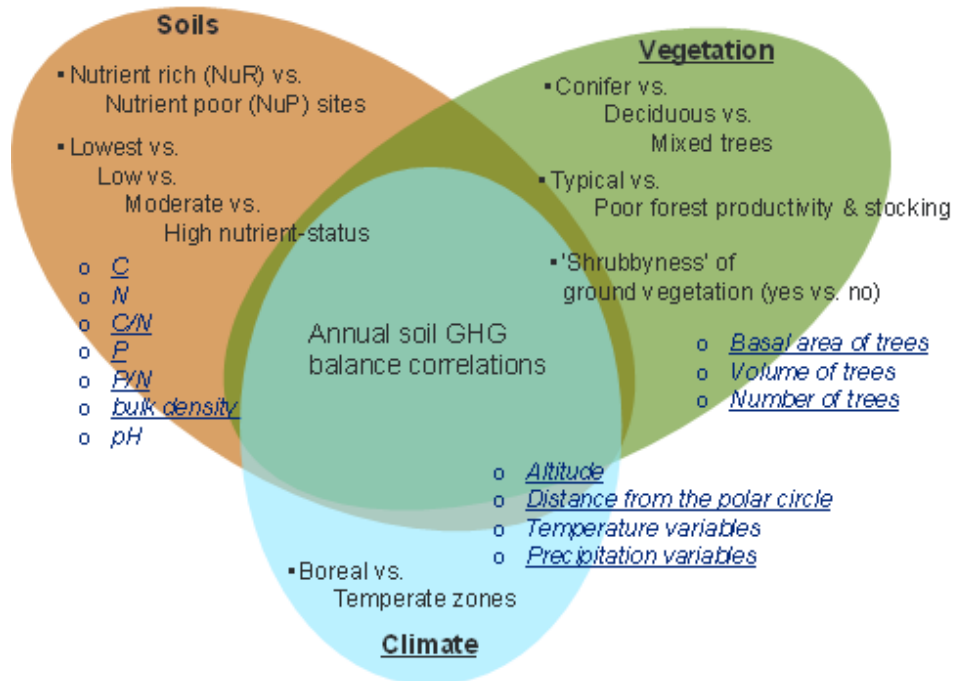 Soils
▪Nutrient rich (NuR) vs.
Nutrient poor (NuP) sites
▪Lowest vs.
Low vs.
Moderate vs.
High nutrient-status
o C
o N
o C/N
o P
o P/N
o bulk density
o pH
Vegetation
▪Conifer vs.
Deciduous vs.
Mixed trees
▪Typical vs.
Poor forest productivity & stocking
▪'Shrubbyness' of
ground vegetation (yes vs. no)
o Basal area of trees
o Volume of trees
o Number of trees
Annual soil GHG
balance correlations
o Altitude
o Distance from the polar circle
o Temperature variables
o Precipitation variables
▪Boreal vs.
Temperate zones
Climate